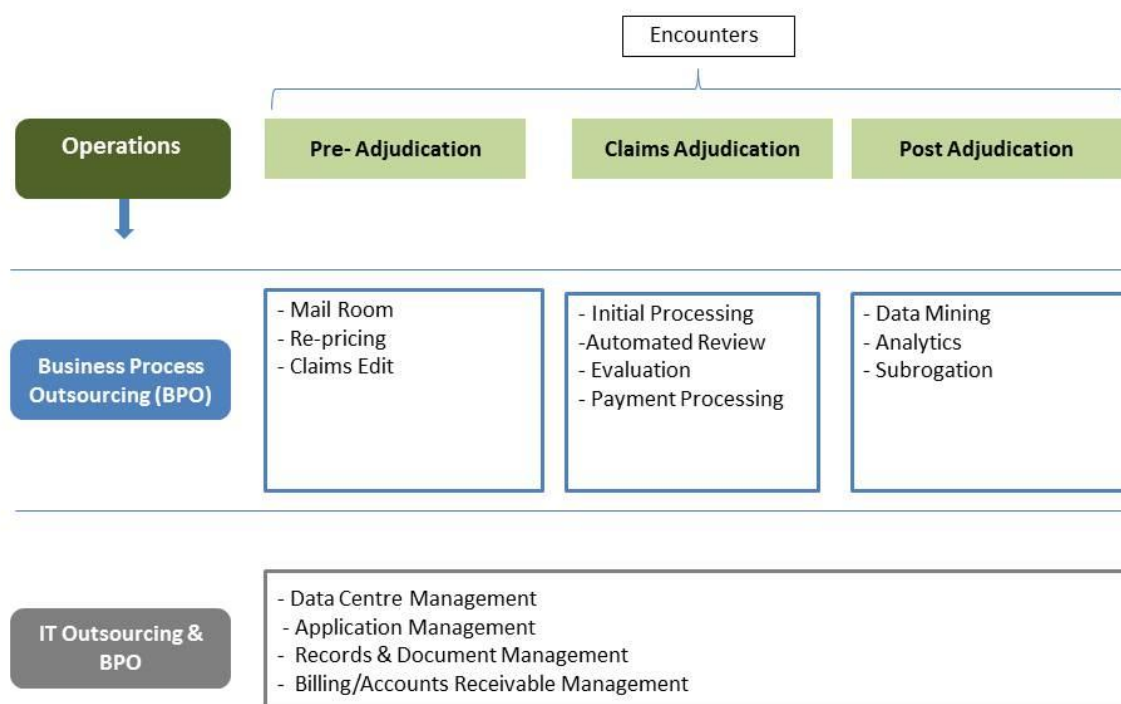 Encounters
Operations
Pre- Adjudication
Claims Adjudication
Post Adjudication
Business Process
Outsourcing (BPO)
- Mail Room
- Re-pricing
- Claims Edit
- Initial Processing
-Automated Review
- Evaluation
- Payment Processing
- Data Mining
- Analytics
- Subrogation
IT Outsourcing &
BPO
- Data Centre Management
- Application Management
- Records & Document Management
- Billing/Accounts Receivable Management